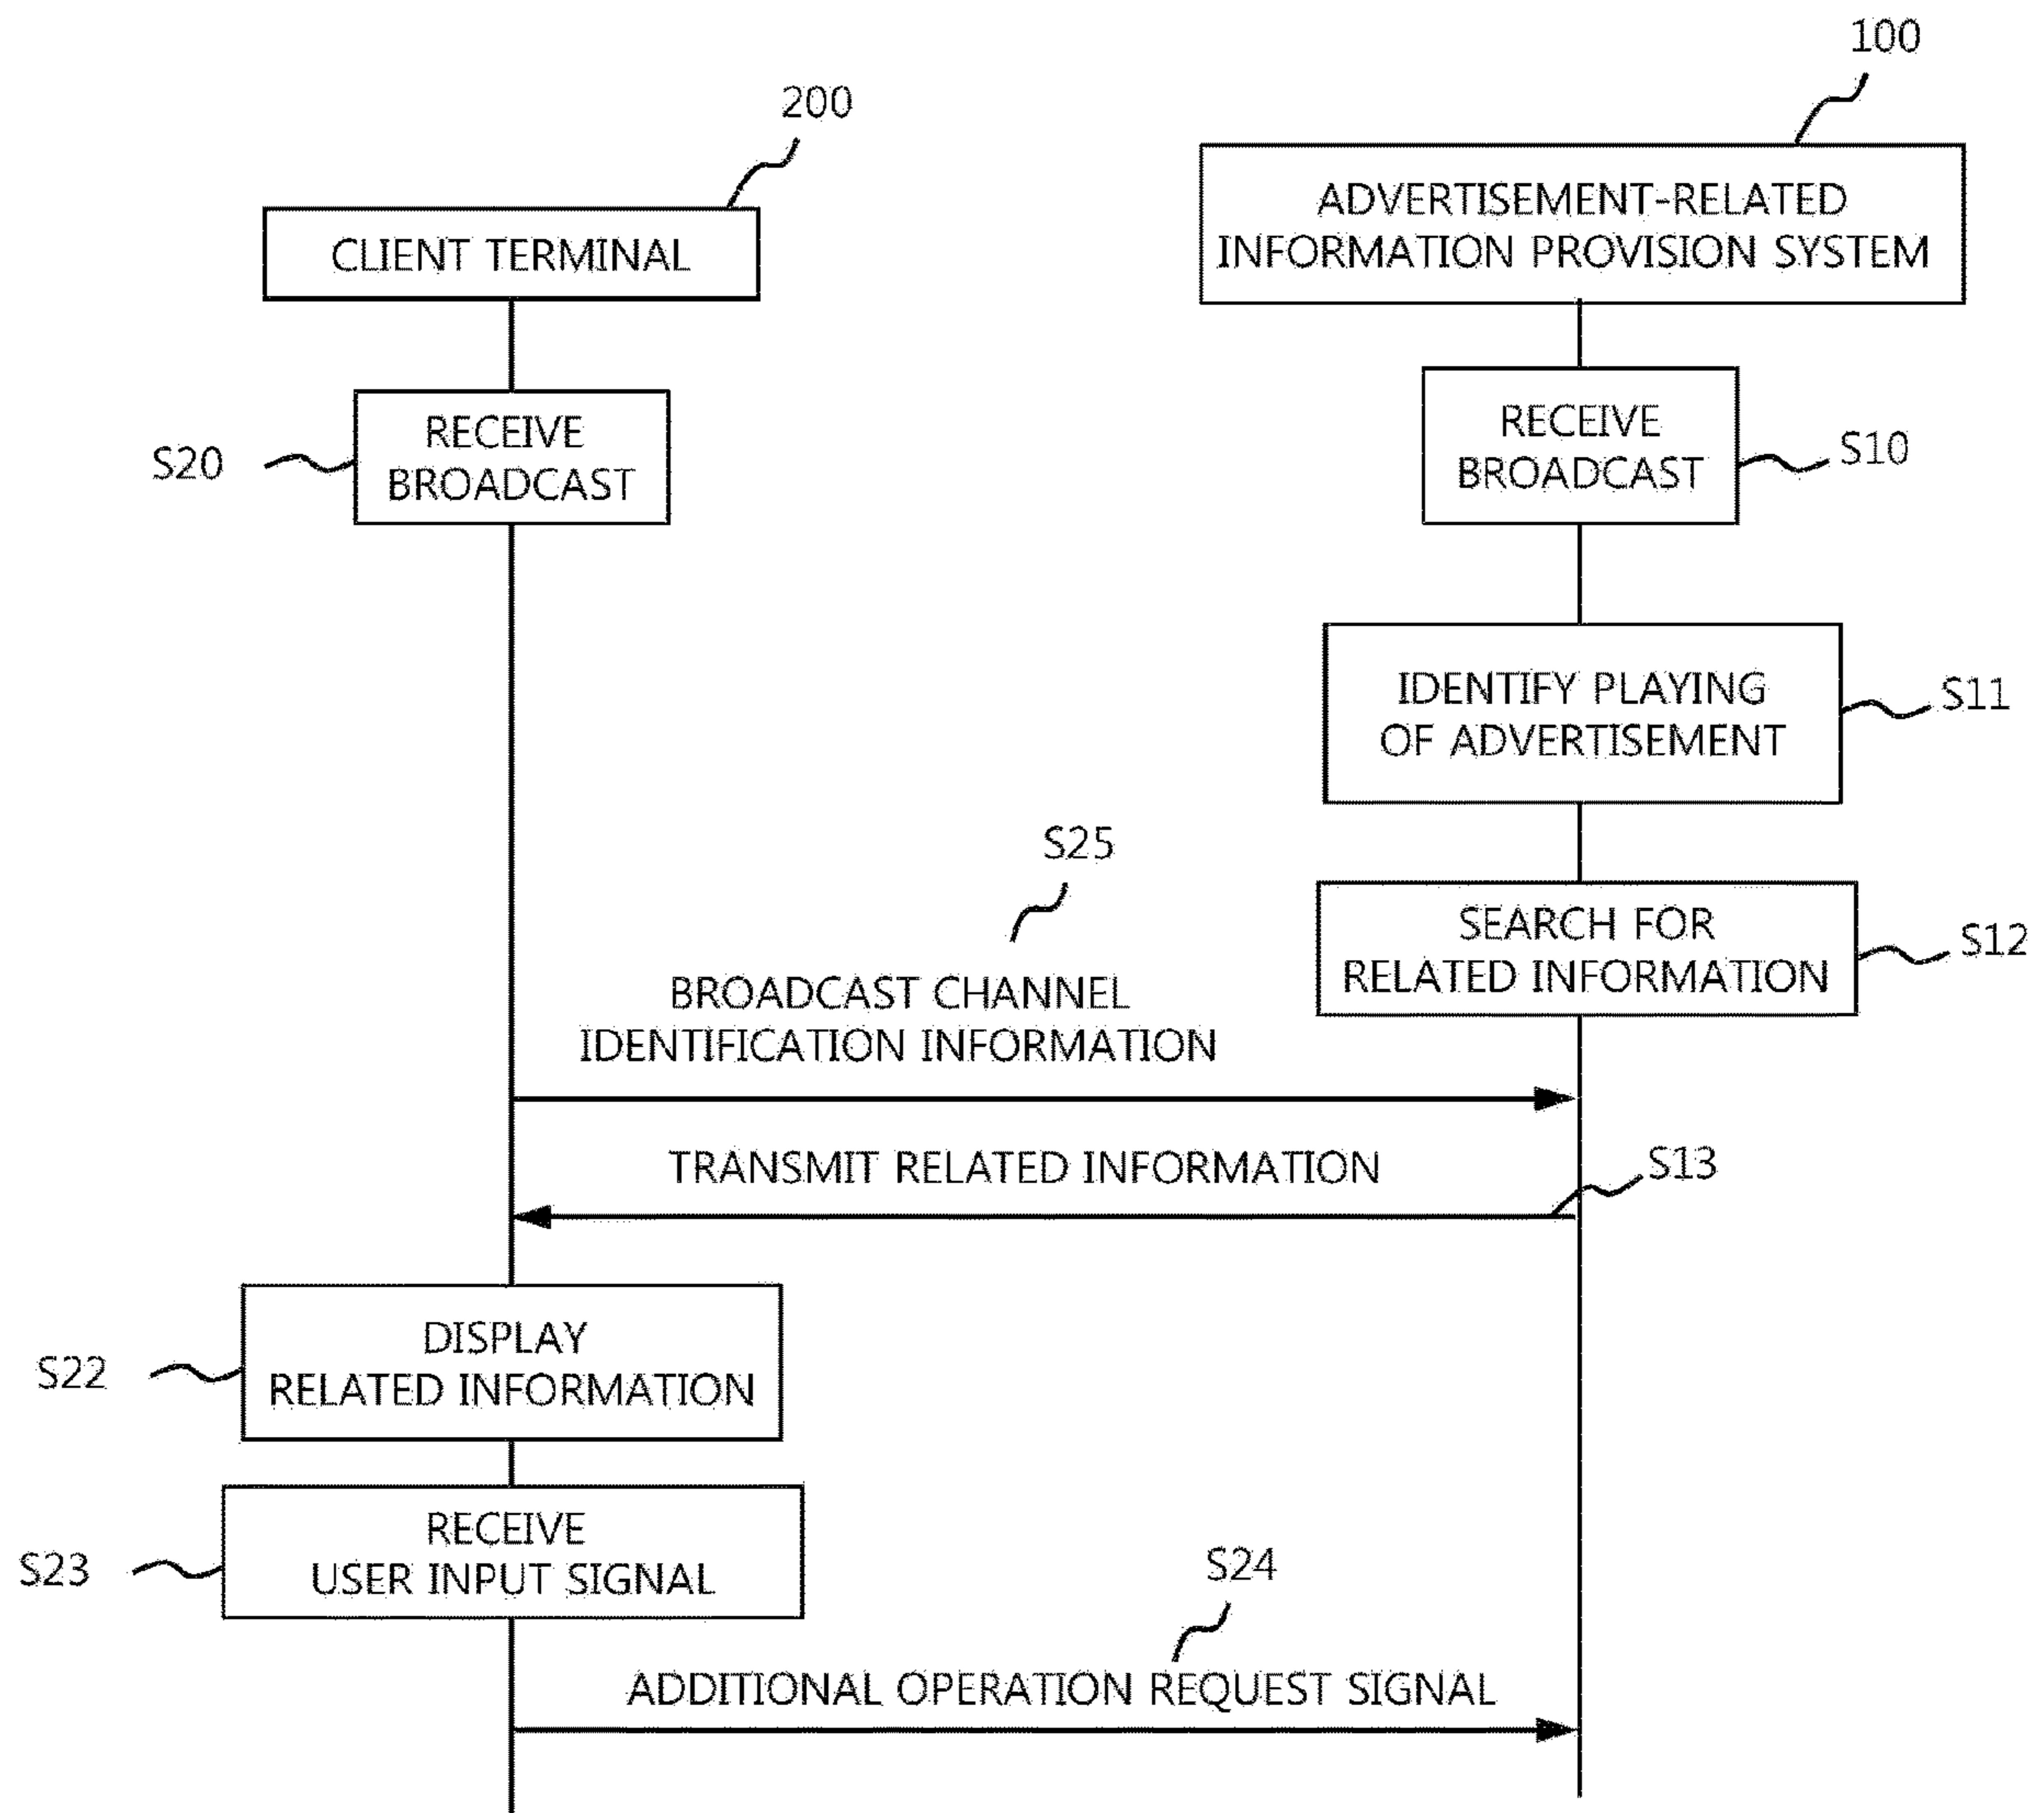 100
200
ADVERTISEMENT-RELATED
INFORMATION PROVISION SYSTEM
CLIENT TERMINAL
RECEIVE
BROADCAST
S20
RECEIVE
BROADCAST
S10
IDENTIFY PLAYING
OF ADVERTISEMENT
S11
S25
SEARCH FOR
RELATED INFORMATION
S12
BROADCAST CHANNEL
IDENTIFICATION INFORMATION
TRANSMIT RELATED INFORMATION
S13
DISPLAY
RELATED INFORMATION
S22
RECEIVE
USER INPUT SIGNAL
S23
S24
ADDITIONAL OPERATION REQUEST SIGNAL